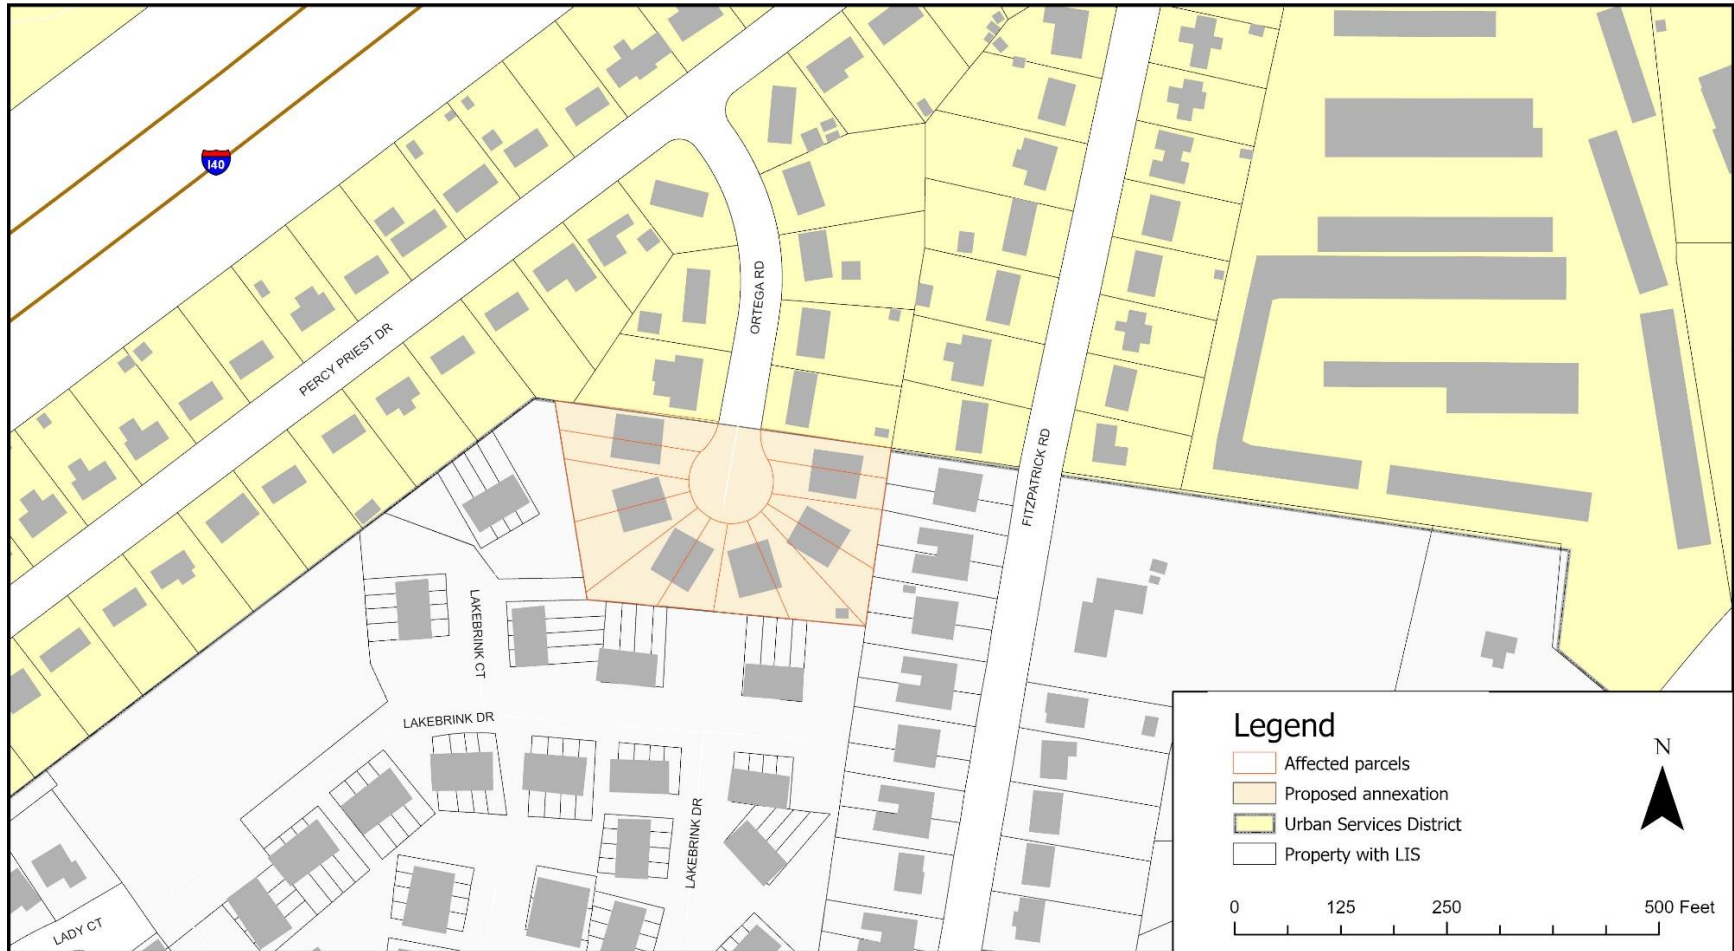 I40
ORTEGA RD
PERCY PRIEST DR
FITZPATRICK RD
LAKEBRINK CT
LAKEBRINK DR
LAKEBRINK DR
LADY CT
Legend
Affected parcels
Proposed annexation
Urban Services District
Property with LIS
N
0 125 250 500 Feet